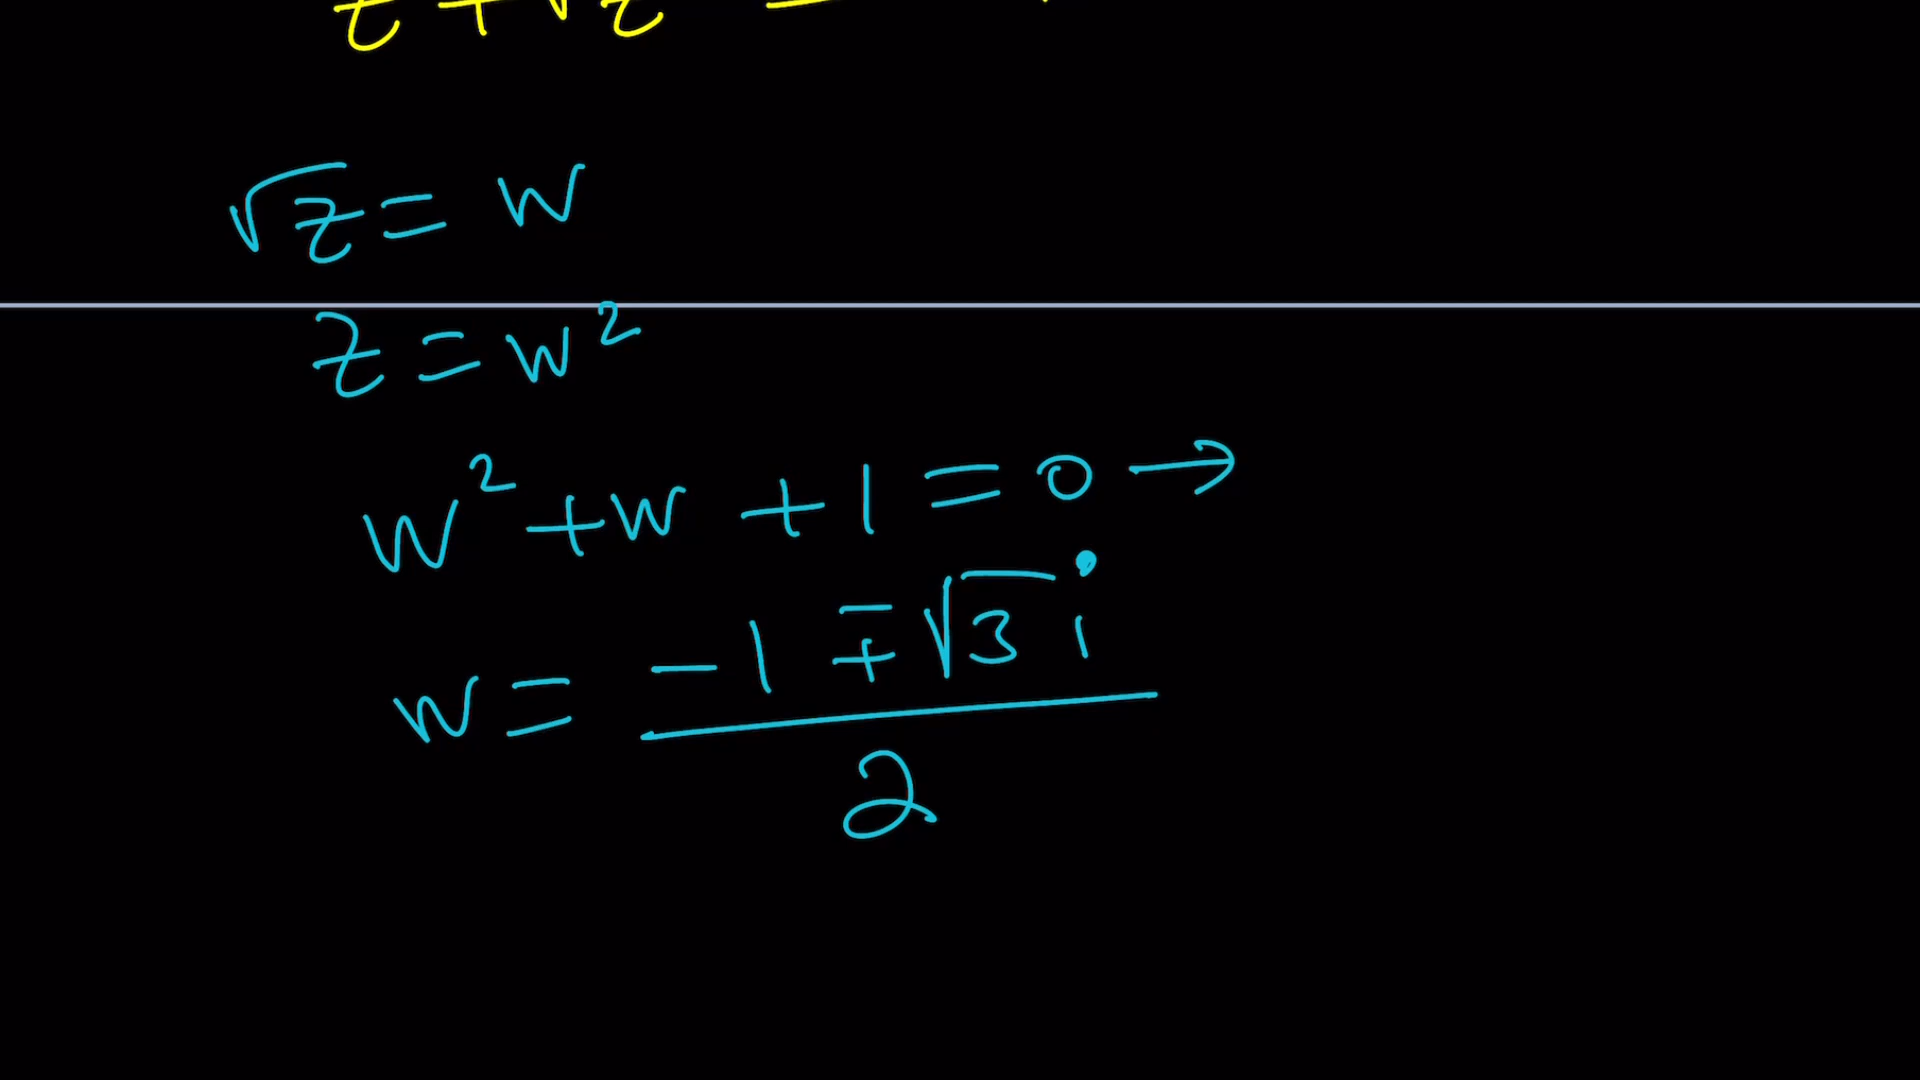 z + √z =
√z = w
z = w²
w² + w + 1 = 0 →
w = (-1 ∓ √3 i) / 2